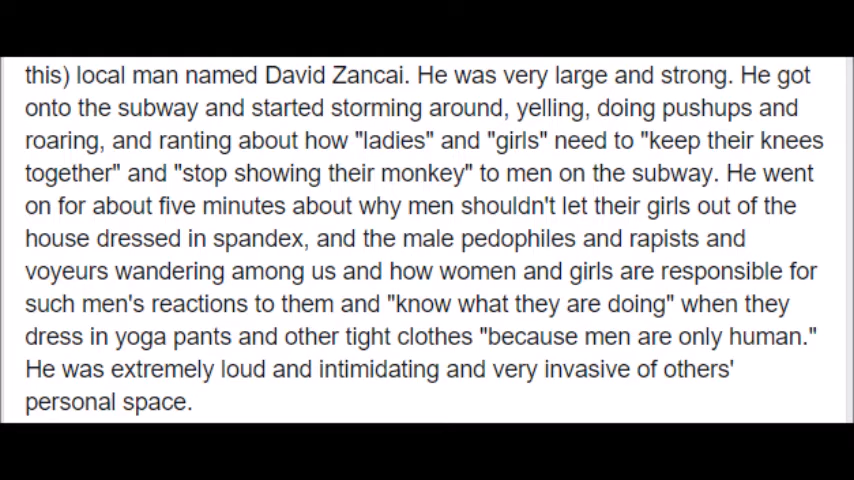 this) local man named David Zancai. He was very large and strong. He got
onto the subway and started storming around, yelling, doing pushups and
roaring, and ranting about how "ladies" and "girls" need to "keep their knees
together" and "stop showing their monkey" to men on the subway. He went
on for about five minutes about why men shouldn't let their girls out of the
house dressed in spandex, and the male pedophiles and rapists and
voyeurs wandering among us and how women and girls are responsible for
such men's reactions to them and "know what they are doing" when they
dress in yoga pants and other tight clothes "because men are only human."
He was extremely loud and intimidating and very invasive of others'
personal space.